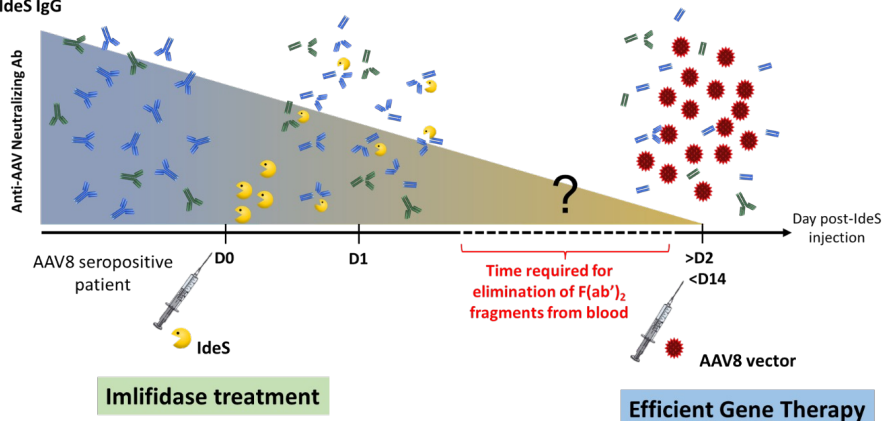 IdeS IgG
Anti-AAV Neutralizing Ab
?
Day post-IdeS
injection
AAV8 seropositive
patient
D0
D1
>D2
<D14
Time required for
elimination of F(ab’)₂
fragments from blood
IdeS
AAV8 vector
Imlifidase treatment
Efficient Gene Therapy